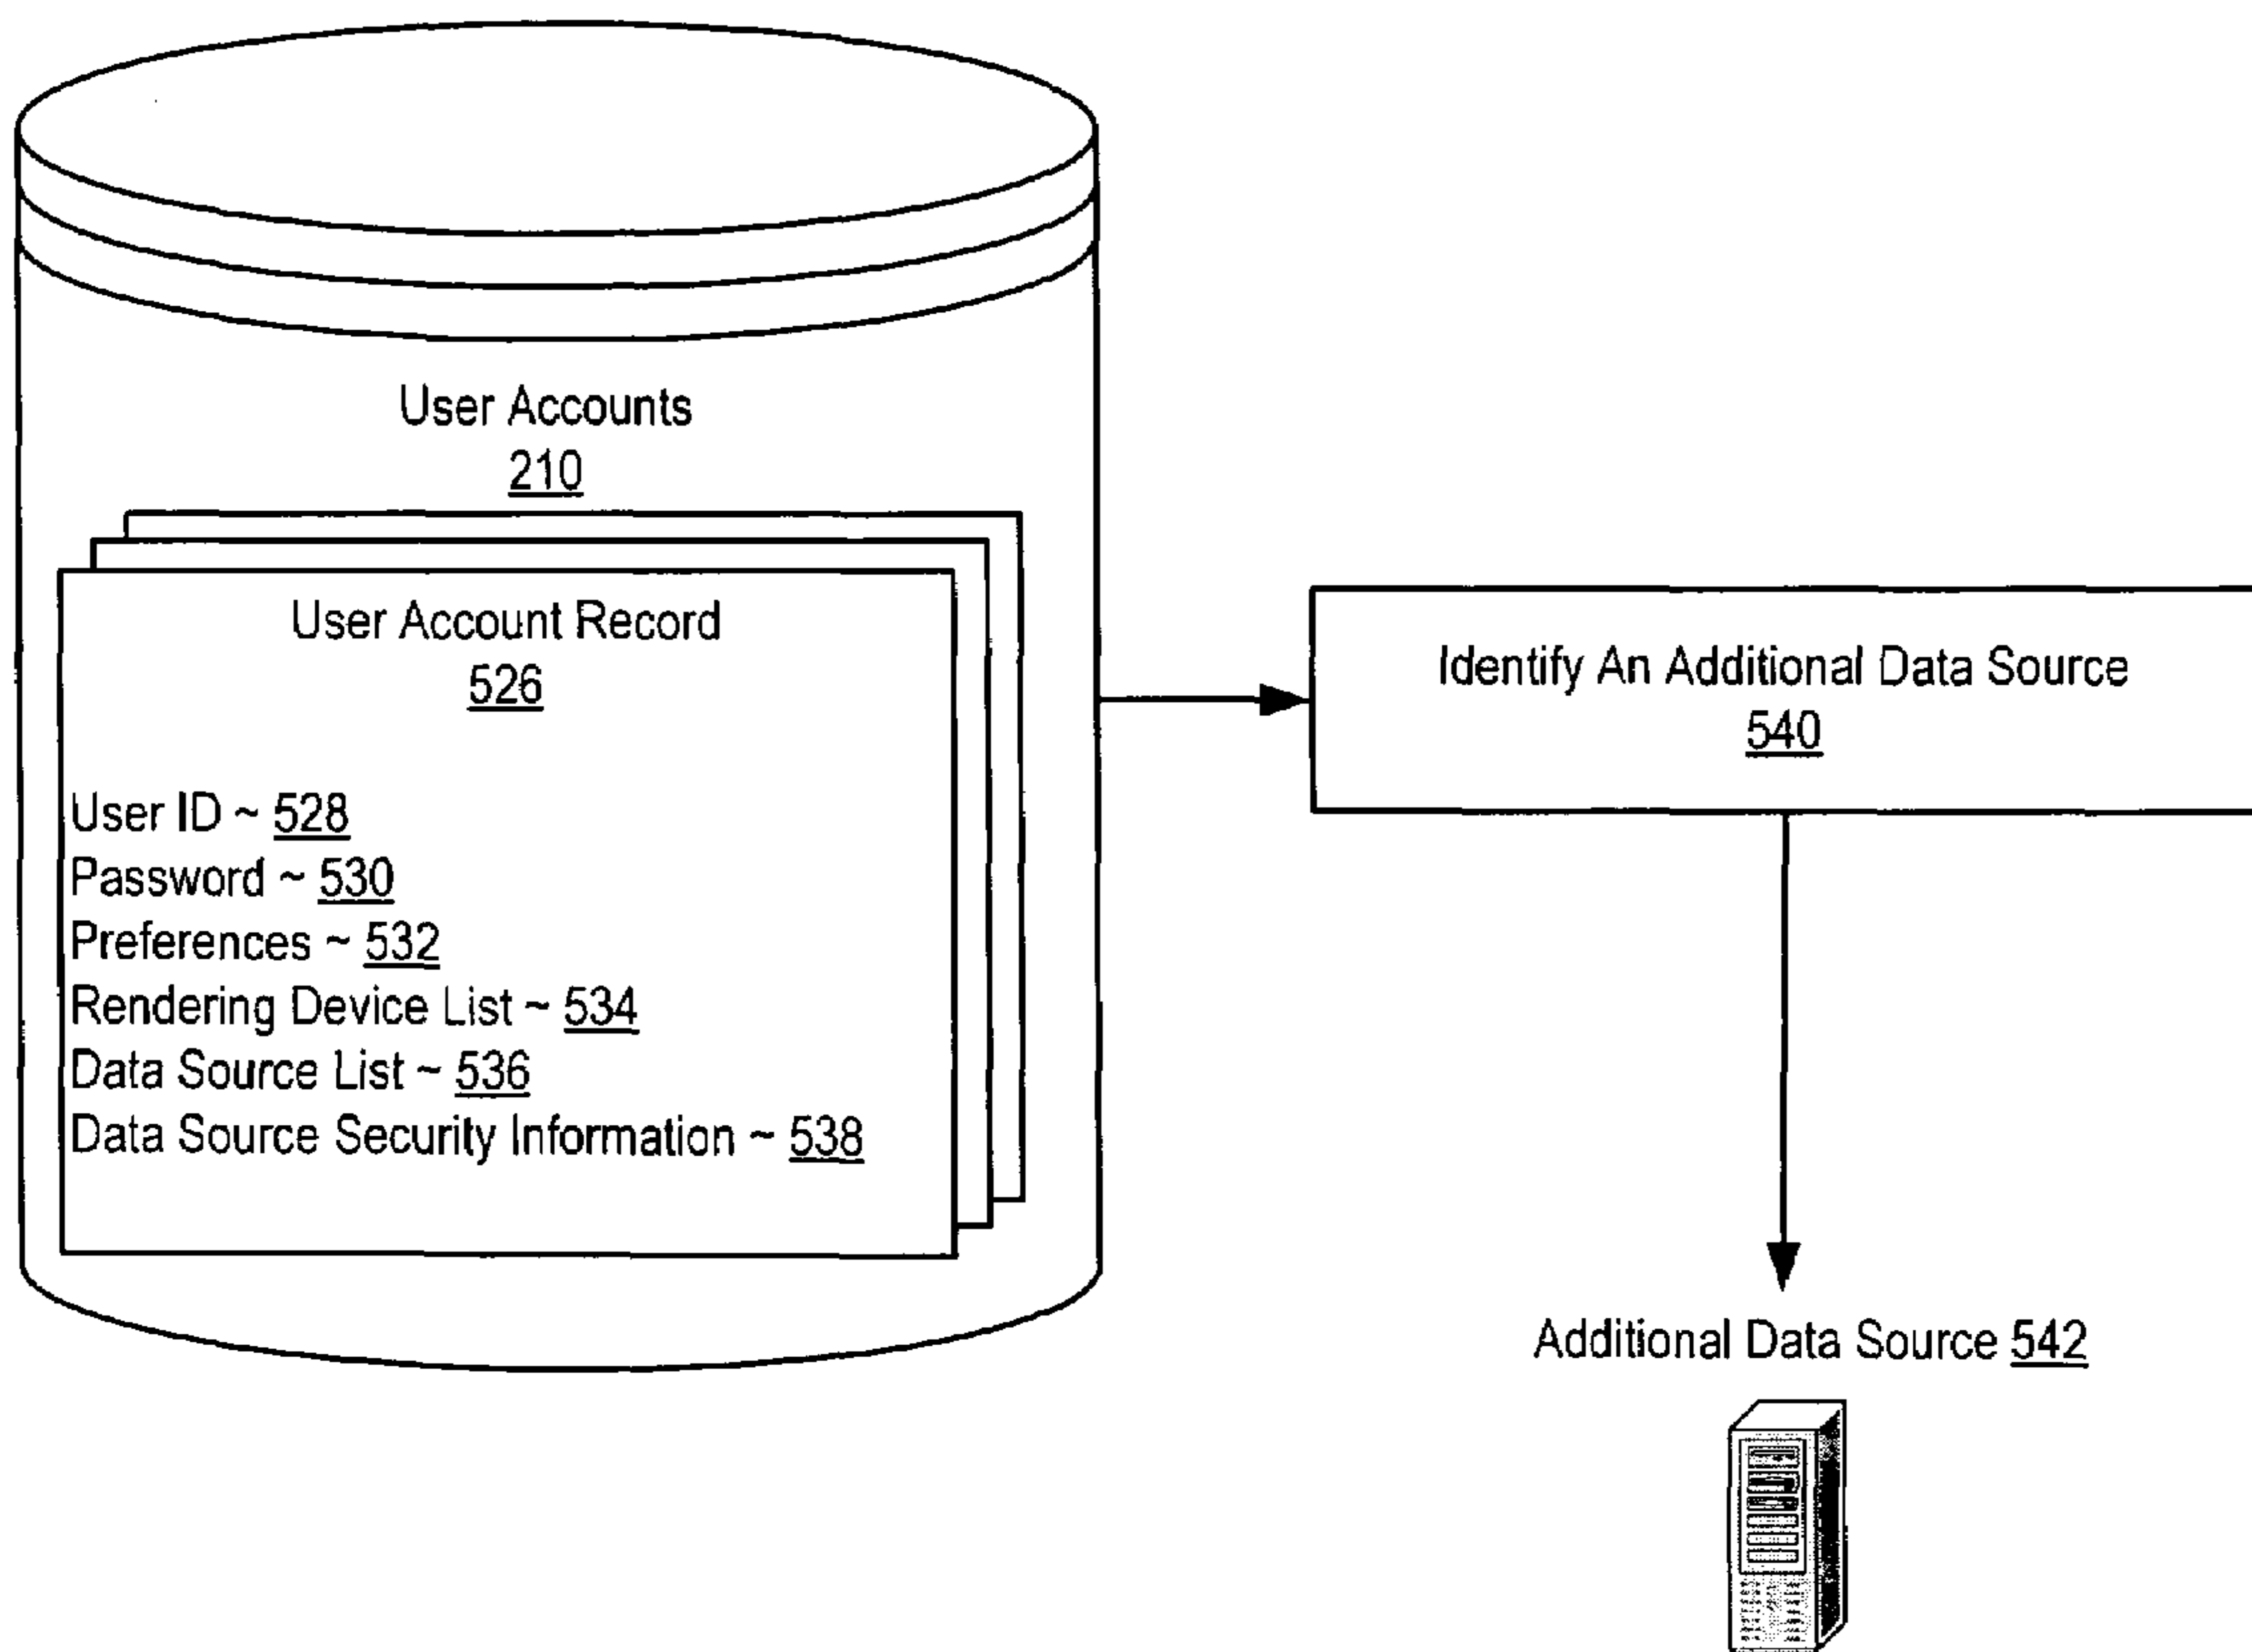 User Accounts
210
User Account Record
526
User ID ~ 528
Password ~ 530
Preferences ~ 532
Rendering Device List ~ 534
Data Source List ~ 536
Data Source Security Information ~ 538
Identify An Additional Data Source
540
Additional Data Source 542